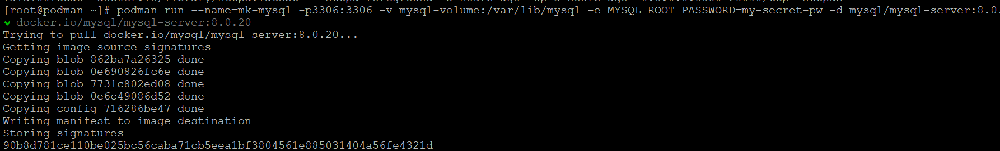 [root@podman ~]# podman run --name=mk-mysql -p3306:3306 -v mysql-volume:/var/lib/mysql -e MYSQL_ROOT_PASSWORD=my-secret-pw -d mysql/mysql-server:8.0.
docker.io/mysql/mysql-server:8.0.20
Trying to pull docker.io/mysql/mysql-server:8.0.20...
Getting image source signatures
Copying blob 862ba7a26325 done
Copying blob 0e690826fc6e done
Copying blob 7731c802ed08 done
Copying blob 0e6c49086d52 done
Copying config 716286be47 done
Writing manifest to image destination
Storing signatures
90b8d781ce110be025bc56caba71cb5eea1bf3804561e885031404a56fe4321d